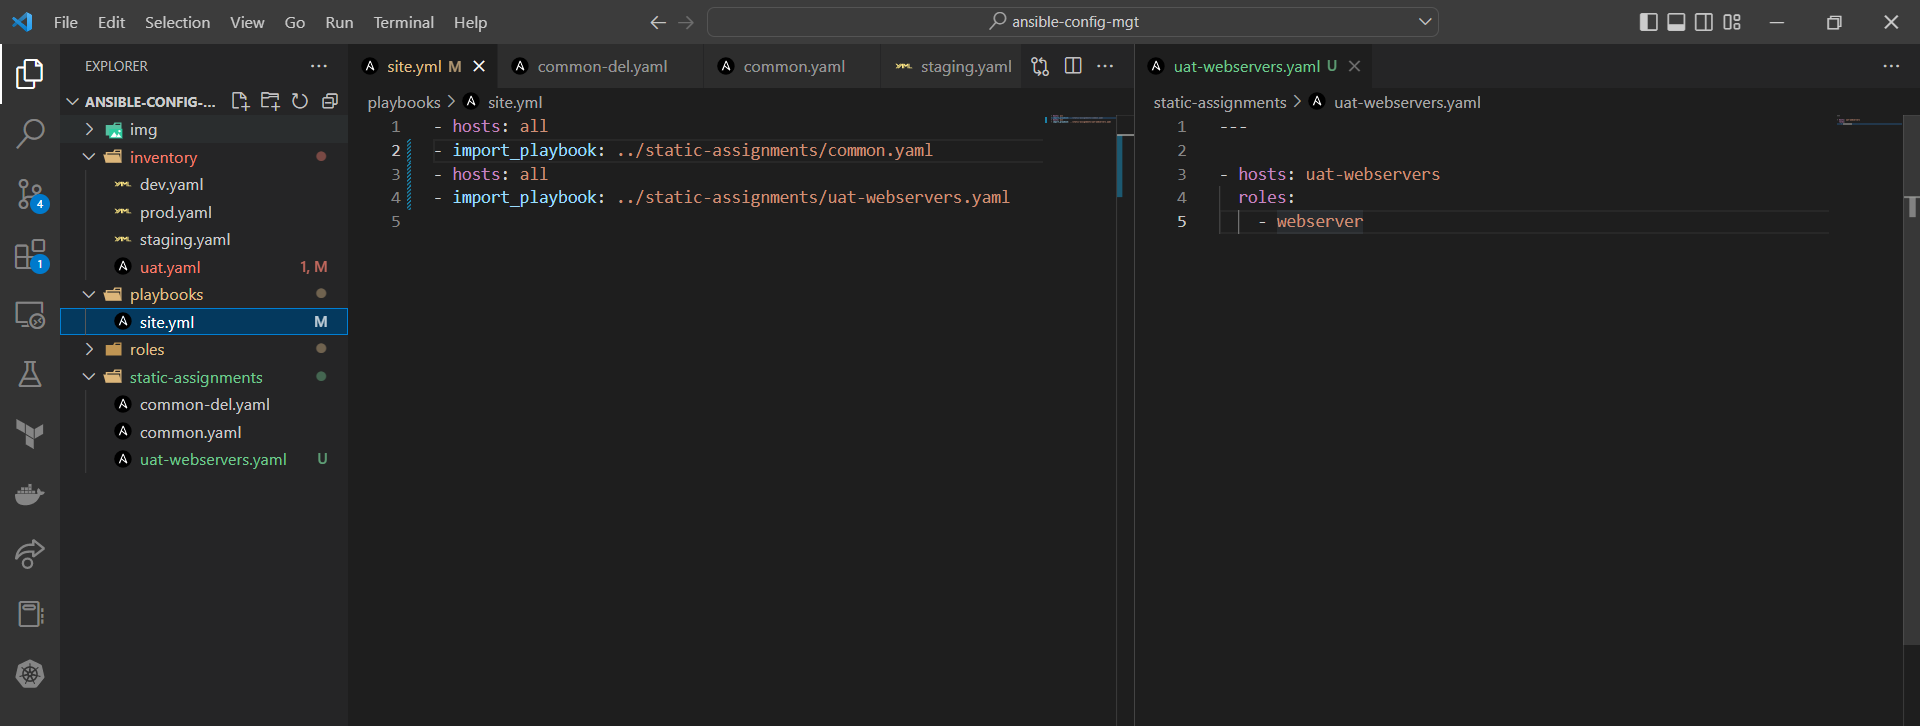 File Edit Selection View Go Run Terminal Help
ansible-config-mgt
EXPLORER
ANSIBLE-CONFIG-...
img
inventory
dev.yaml
prod.yaml
staging.yaml
uat.yaml 1, M
playbooks
site.yml M
roles
static-assignments
common-del.yaml
common.yaml
uat-webservers.yaml U
4
1
site.yml M common-del.yaml common.yaml staging.yaml
playbooks > site.yml
1 - hosts: all
2 - import_playbook: ../static-assignments/common.yaml
3 - hosts: all
4 - import_playbook: ../static-assignments/uat-webservers.yaml
5
uat-webservers.yaml U
static-assignments > uat-webservers.yaml
1 ---
2
3 - hosts: uat-webservers
4 roles:
5 - webserver